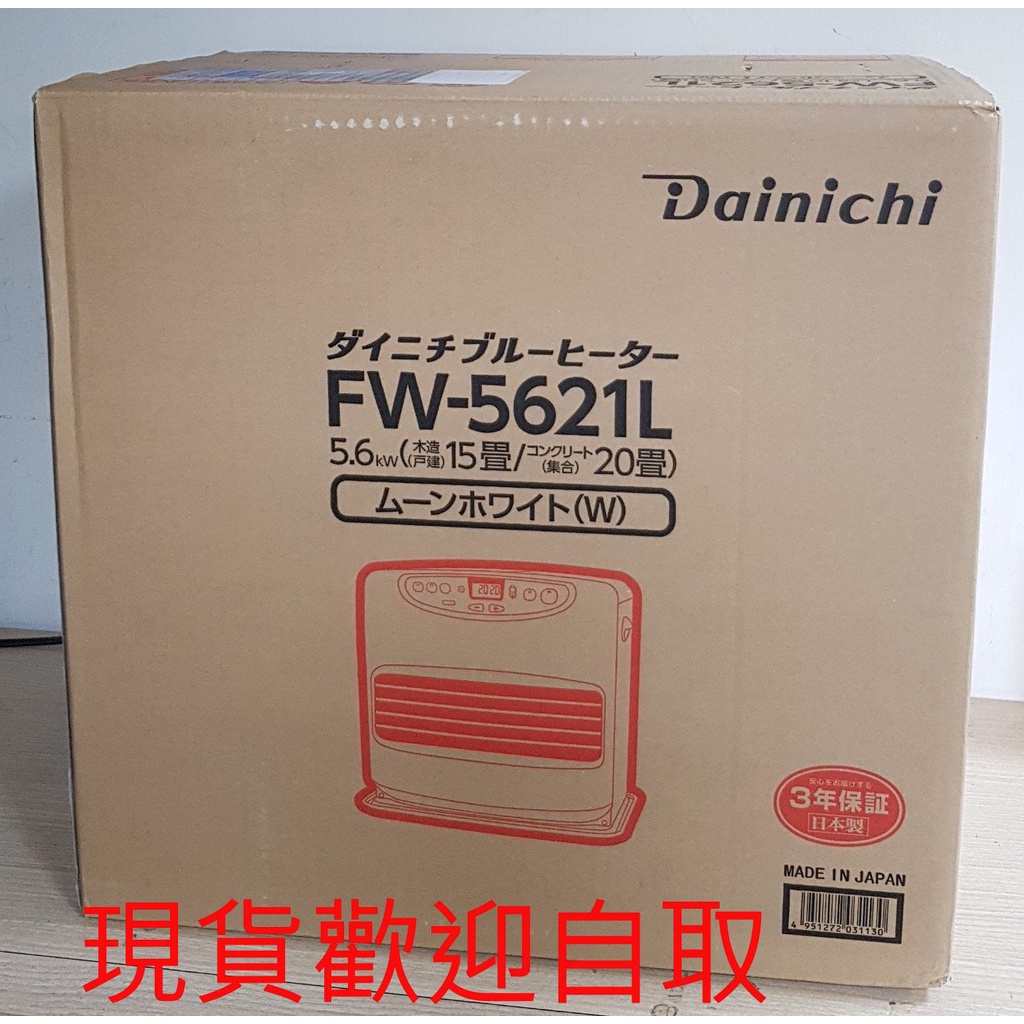 FW-5621L
Dainichi
ダイニチブルーヒーター
FW-5621L
5.6kW(木造(戸建)15畳/コンクリート(集合)20畳)
ムーンホワイト(W)
2020
安心をお届けする
3年保証
日本製
MADE IN JAPAN
4 951272 031130
現貨歡迎自取